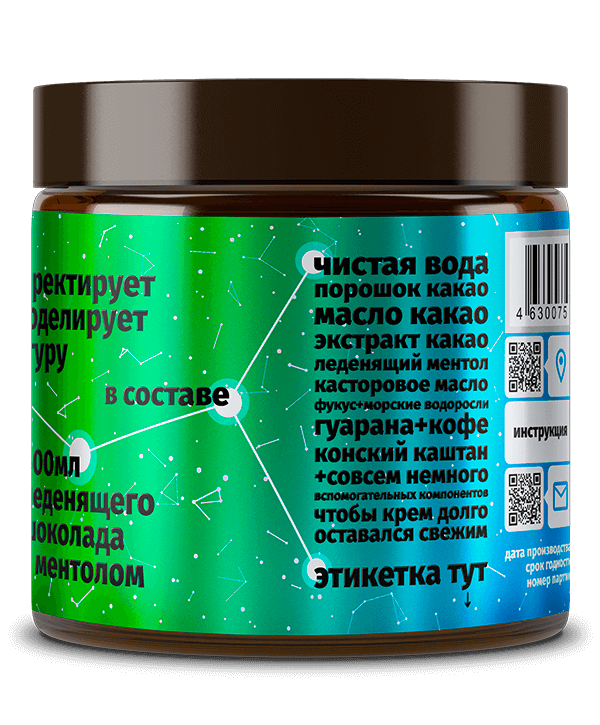 ректирует
оделирует
гуру
в составе
00мл
еденящего
шоколада
ментолом
чистая вода
порошок какао
масло какао
экстракт какао
леденящий ментол
касторовое масло
фукус+морские водоросли
гуарана+кофе
конский каштан
+совсем немного
вспомогательных компонентов
чтобы крем долго
оставался свежим
этикетка тут
↓
4 630075
инструкция
дата производства
срок годности
номер партии